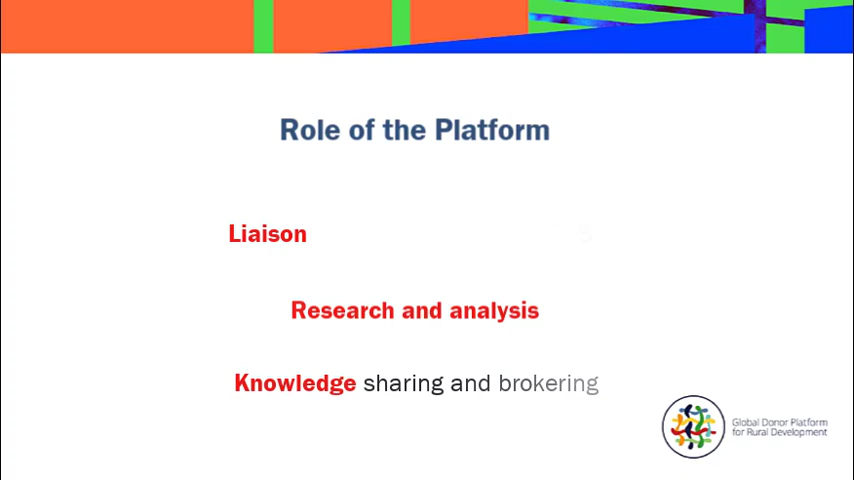 Role of the Platform
Liaison
Research and analysis
Knowledge sharing and brokering
Global Donor Platform
for Rural Development